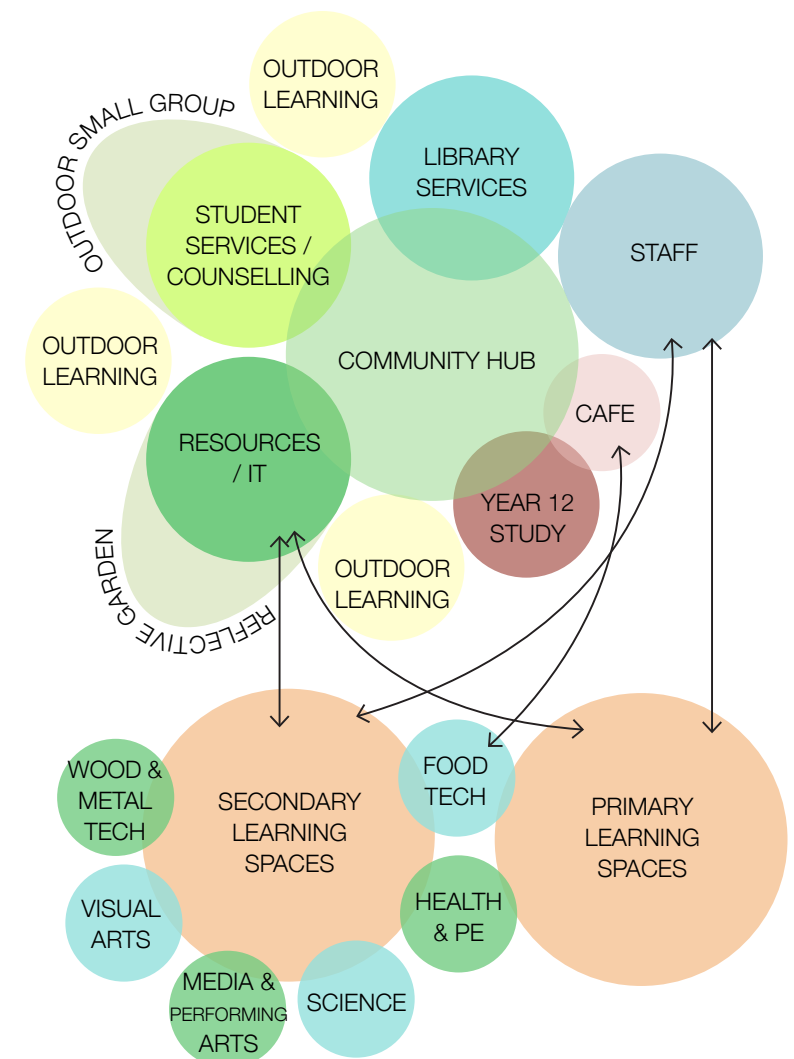 OUTDOOR
LEARNING
OUTDOOR SMALL GROUP
LIBRARY
SERVICES
STUDENT
SERVICES /
COUNSELLING
STAFF
OUTDOOR
LEARNING
COMMUNITY HUB
CAFE
RESOURCES
/ IT
YEAR 12
STUDY
OUTDOOR
LEARNING
REFLECTIVE GARDEN
WOOD &
METAL
TECH
SECONDARY
LEARNING
SPACES
FOOD
TECH
PRIMARY
LEARNING
SPACES
VISUAL
ARTS
HEALTH
& PE
MEDIA &
PERFORMING
ARTS
SCIENCE